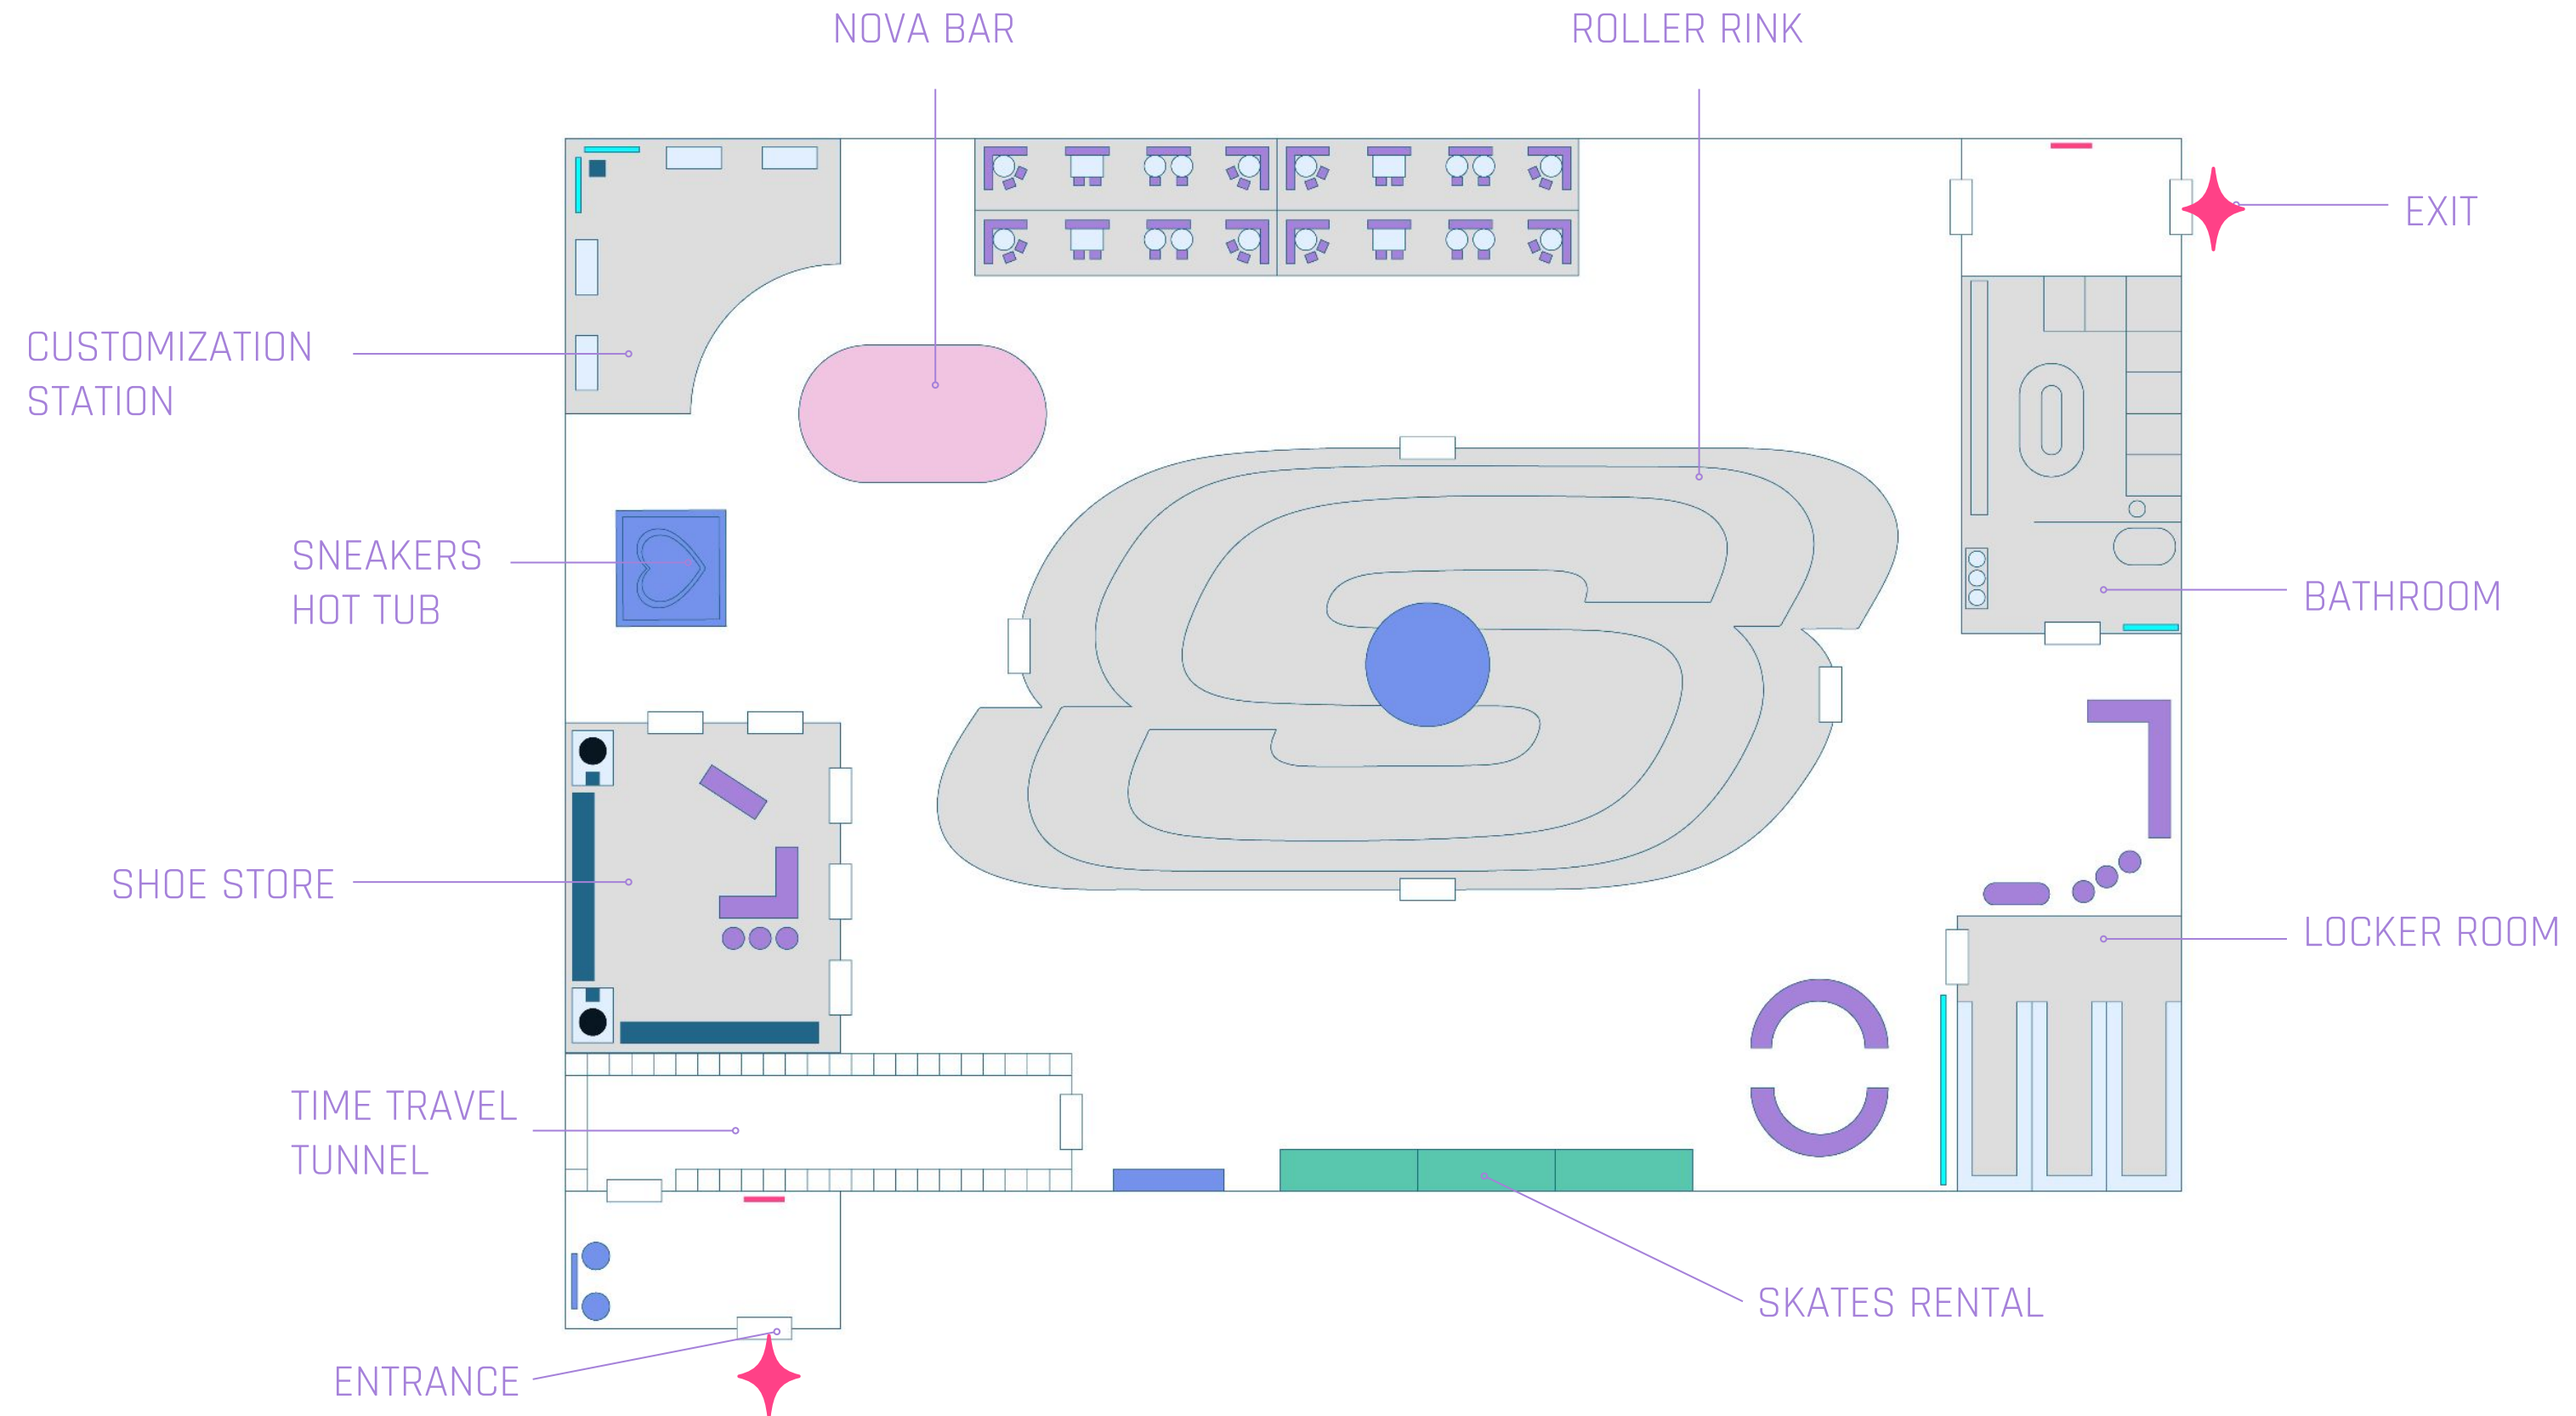 NOVA BAR
ROLLER RINK
EXIT
CUSTOMIZATION
STATION
SNEAKERS
HOT TUB
BATHROOM
SHOE STORE
LOCKER ROOM
TIME TRAVEL
TUNNEL
SKATES RENTAL
ENTRANCE